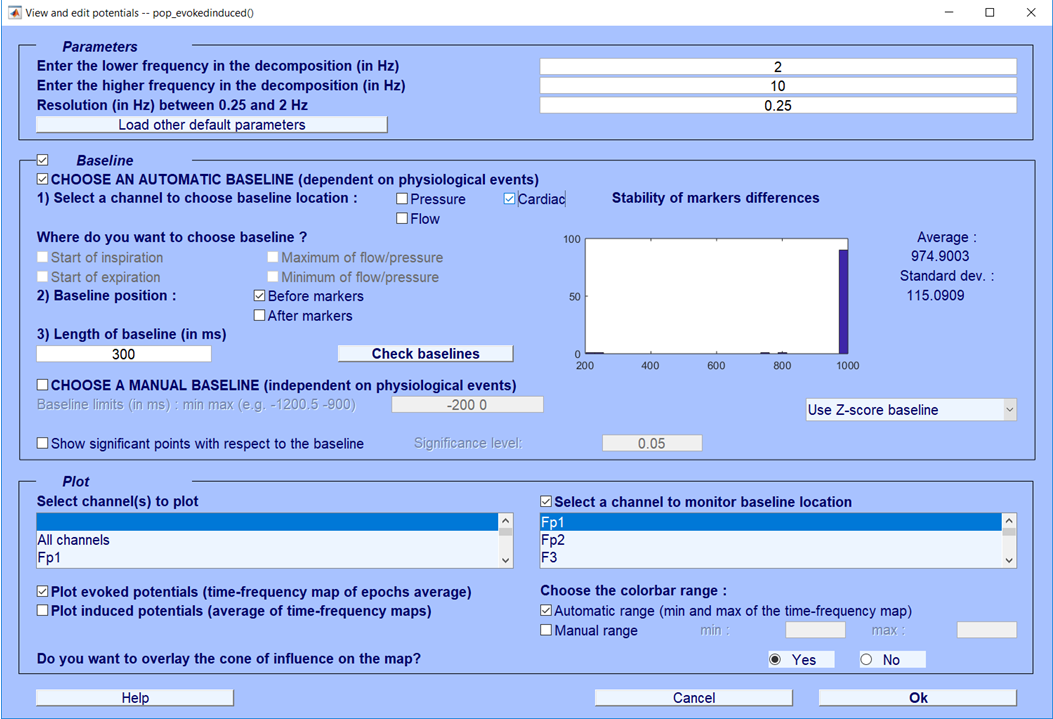 View and edit potentials -- pop_evokedinduced()
Parameters
Enter the lower frequency in the decomposition (in Hz) 2
Enter the higher frequency in the decomposition (in Hz) 10
Resolution (in Hz) between 0.25 and 2 Hz 0.25
Load other default parameters
Baseline
CHOOSE AN AUTOMATIC BASELINE (dependent on physiological events)
1) Select a channel to choose baseline location : Pressure Cardiac Stability of markers differences
Flow
Where do you want to choose baseline ?
Start of inspiration Maximum of flow/pressure
Start of expiration Minimum of flow/pressure
2) Baseline position : Before markers
After markers
3) Length of baseline (in ms)
300 Check baselines
100
50
0
200 400 600 800 1000
Average :
974.9003
Standard dev. :
115.0909
CHOOSE A MANUAL BASELINE (independent on physiological events)
Baseline limits (in ms) : min max (e.g. -1200.5 -900) -200 0
Use Z-score baseline
Show significant points with respect to the baseline Significance level: 0.05
Plot
Select channel(s) to plot
All channels
Fp1
Select a channel to monitor baseline location
Fp1
Fp2
F3
Plot evoked potentials (time-frequency map of epochs average)
Plot induced potentials (average of time-frequency maps)
Choose the colorbar range :
Automatic range (min and max of the time-frequency map)
Manual range min : max :
Do you want to overlay the cone of influence on the map? Yes No
Help Cancel Ok